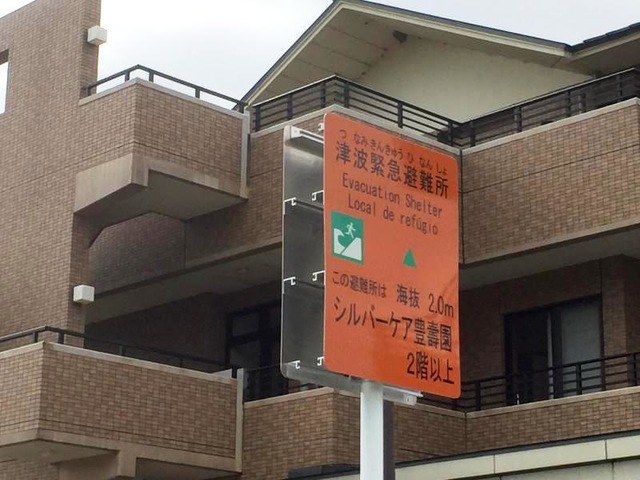 つなみきんきゅうひなんしょ
津波緊急避難所
Evacuation Shelter
Local de refúgio
この避難所は 海抜 2.0m
シルバーケア豊壽園
2階以上